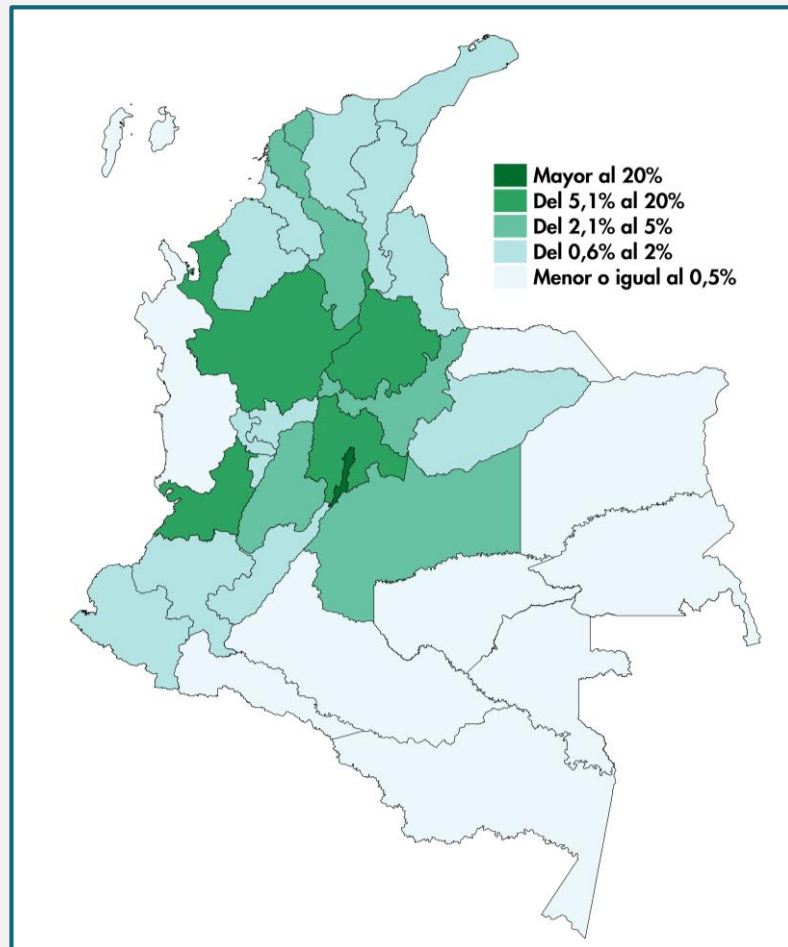 Mayor al 20%
Del 5,1% al 20%
Del 2,1% al 5%
Del 0,6% al 2%
Menor o igual al 0,5%